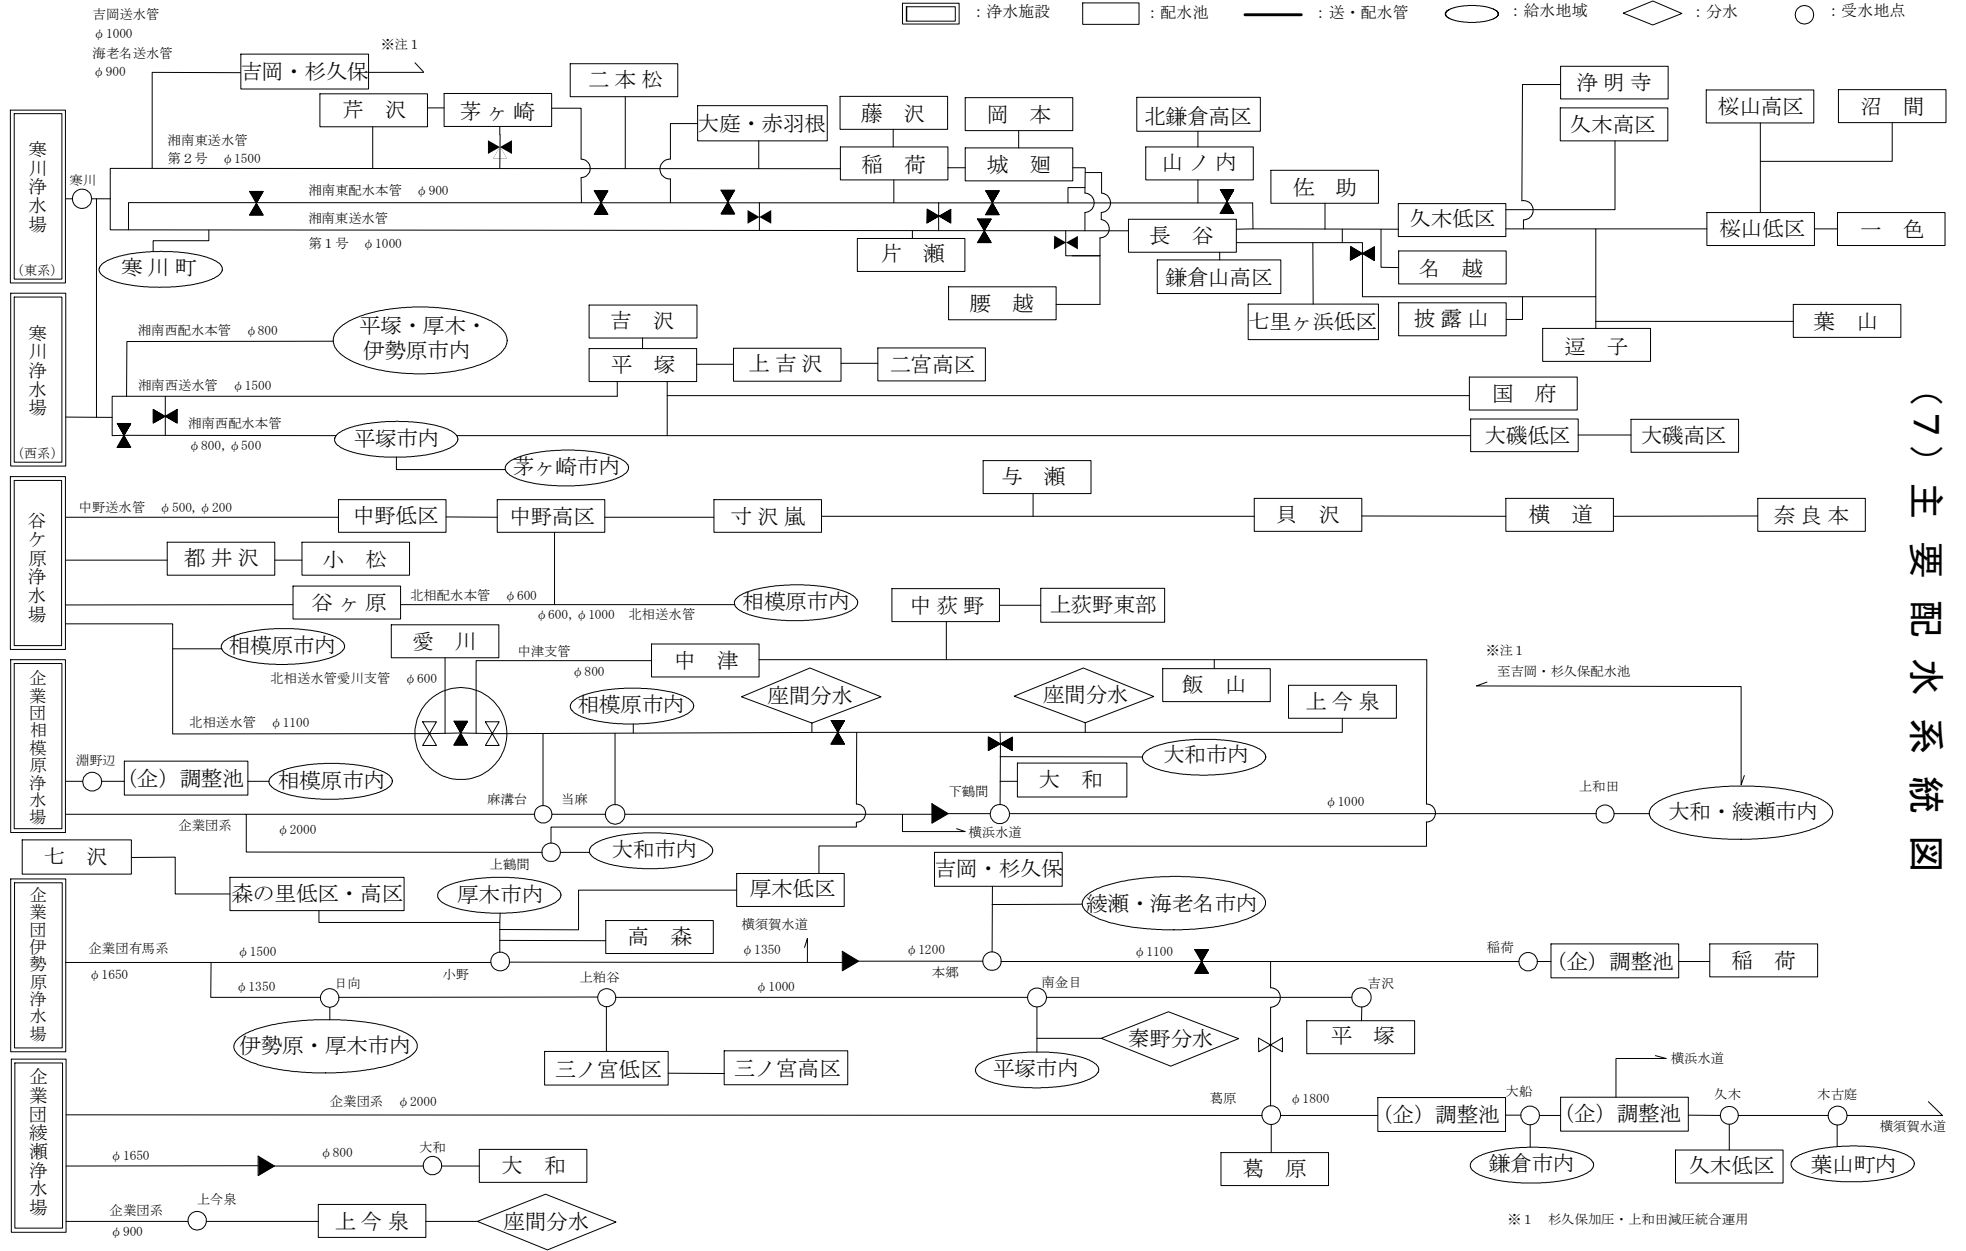 ：浄水施設
：配水池
：送・配水管
：給水地域
：分水
：受水地点
（７）主要配水系統図
吉岡送水管
φ1000
海老名送水管
φ900
吉岡・杉久保
※注１
二本松
芹 沢
茅ヶ崎
大庭・赤羽根
藤 沢
岡 本
北鎌倉高区
浄明寺
久木高区
桜山高区
沼 間
寒川浄水場
（東系）
寒川
湘南東送水管
第２号 φ1500
稲 荷
城 廻
山ノ内
佐 助
湘南東配水本管 φ900
湘南東送水管
第１号 φ1000
寒川町
片 瀬
長 谷
久木低区
桜山低区
一 色
鎌倉山高区
名 越
腰 越
七里ヶ浜低区
披露山
逗 子
葉 山
寒川浄水場
（西系）
湘南西配水本管 φ800
平塚・厚木・
伊勢原市内
吉 沢
平 塚
上吉沢
二宮高区
湘南西送水管 φ1500
国 府
湘南西配水本管
φ800, φ500
平塚市内
大磯低区
大磯高区
茅ヶ崎市内
谷ケ原浄水場
中野送水管 φ500, φ200
中野低区
中野高区
寸沢嵐
与 瀬
貝 沢
横 道
奈良本
都井沢
小 松
谷ヶ原
北相配水本管 φ600
φ600, φ1000 北相送水管
相模原市内
中荻野
上荻野東部
相模原市内
愛 川
中津支管
φ800
中 津
北相送水管愛川支管 φ600
相模原市内
座間分水
座間分水
飯 山
上今泉
※注1
至吉岡・杉久保配水池
北相送水管 φ1100
企業団相模原浄水場
淵野辺
（企）調整池
相模原市内
大和市内
大 和
麻溝台
当麻
下鶴間
φ1000
上和田
大和・綾瀬市内
企業団系
φ2000
横浜水道
上鶴間
大和市内
七 沢
森の里低区・高区
厚木市内
厚木低区
吉岡・杉久保
綾瀬・海老名市内
高 森
企業団伊勢原浄水場
企業団有馬系
φ1650
φ1500
小野
横須賀水道
φ1350
φ1200
本郷
φ1100
稲荷
（企）調整池
稲 荷
φ1350
日向
上粕谷
φ1000
南金目
吉沢
伊勢原・厚木市内
三ノ宮低区
三ノ宮高区
秦野分水
平塚市内
平 塚
企業団綾瀬浄水場
企業団系 φ2000
葛原
φ1800
（企）調整池
大船
（企）調整池
横浜水道
久木
木古庭
横須賀水道
葛 原
鎌倉市内
久木低区
葉山町内
φ1650
φ800
大和
大 和
企業団系
φ900
上今泉
上今泉
座間分水
※１ 杉久保加圧・上和田減圧統合運用